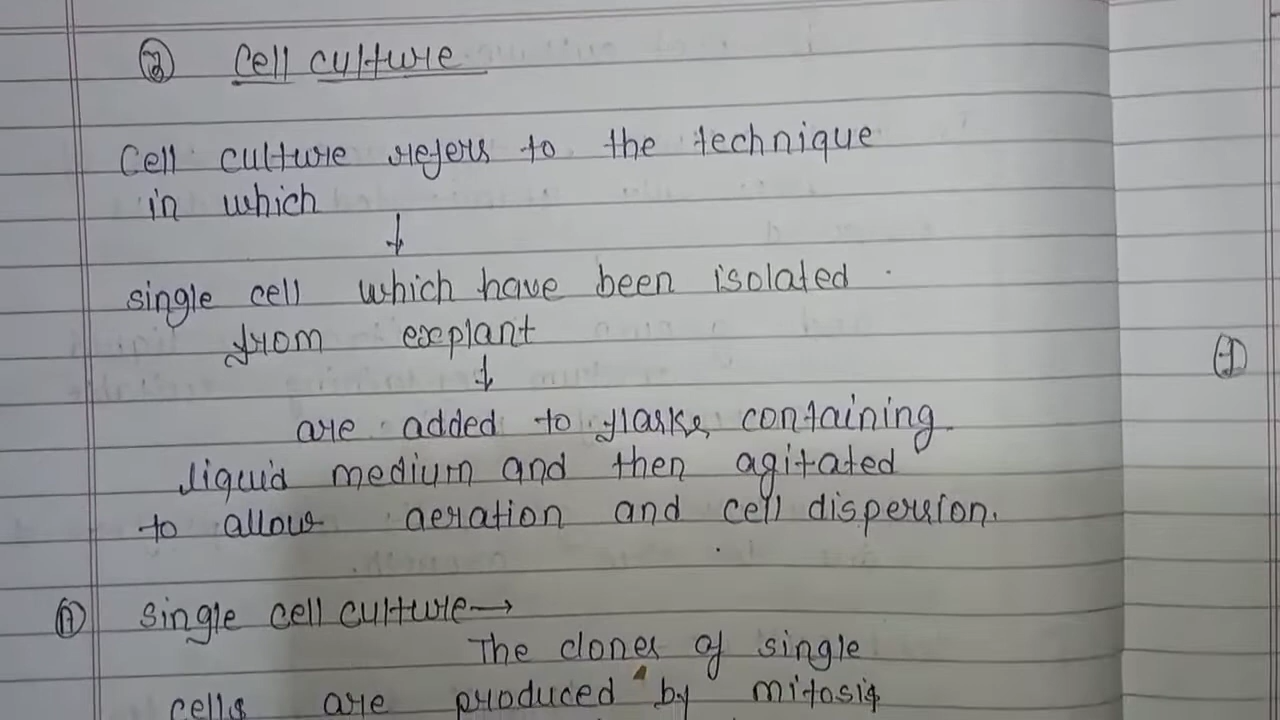 ② Cell culture
Cell culture refers to the technique
in which
↓
single cell which have been isolated
from explant
↓
are added to flask containing
liquid medium and then agitated
to allow aeration and cell dispersion.
single cell culture →
The clones of single
cells are produced by mitosis